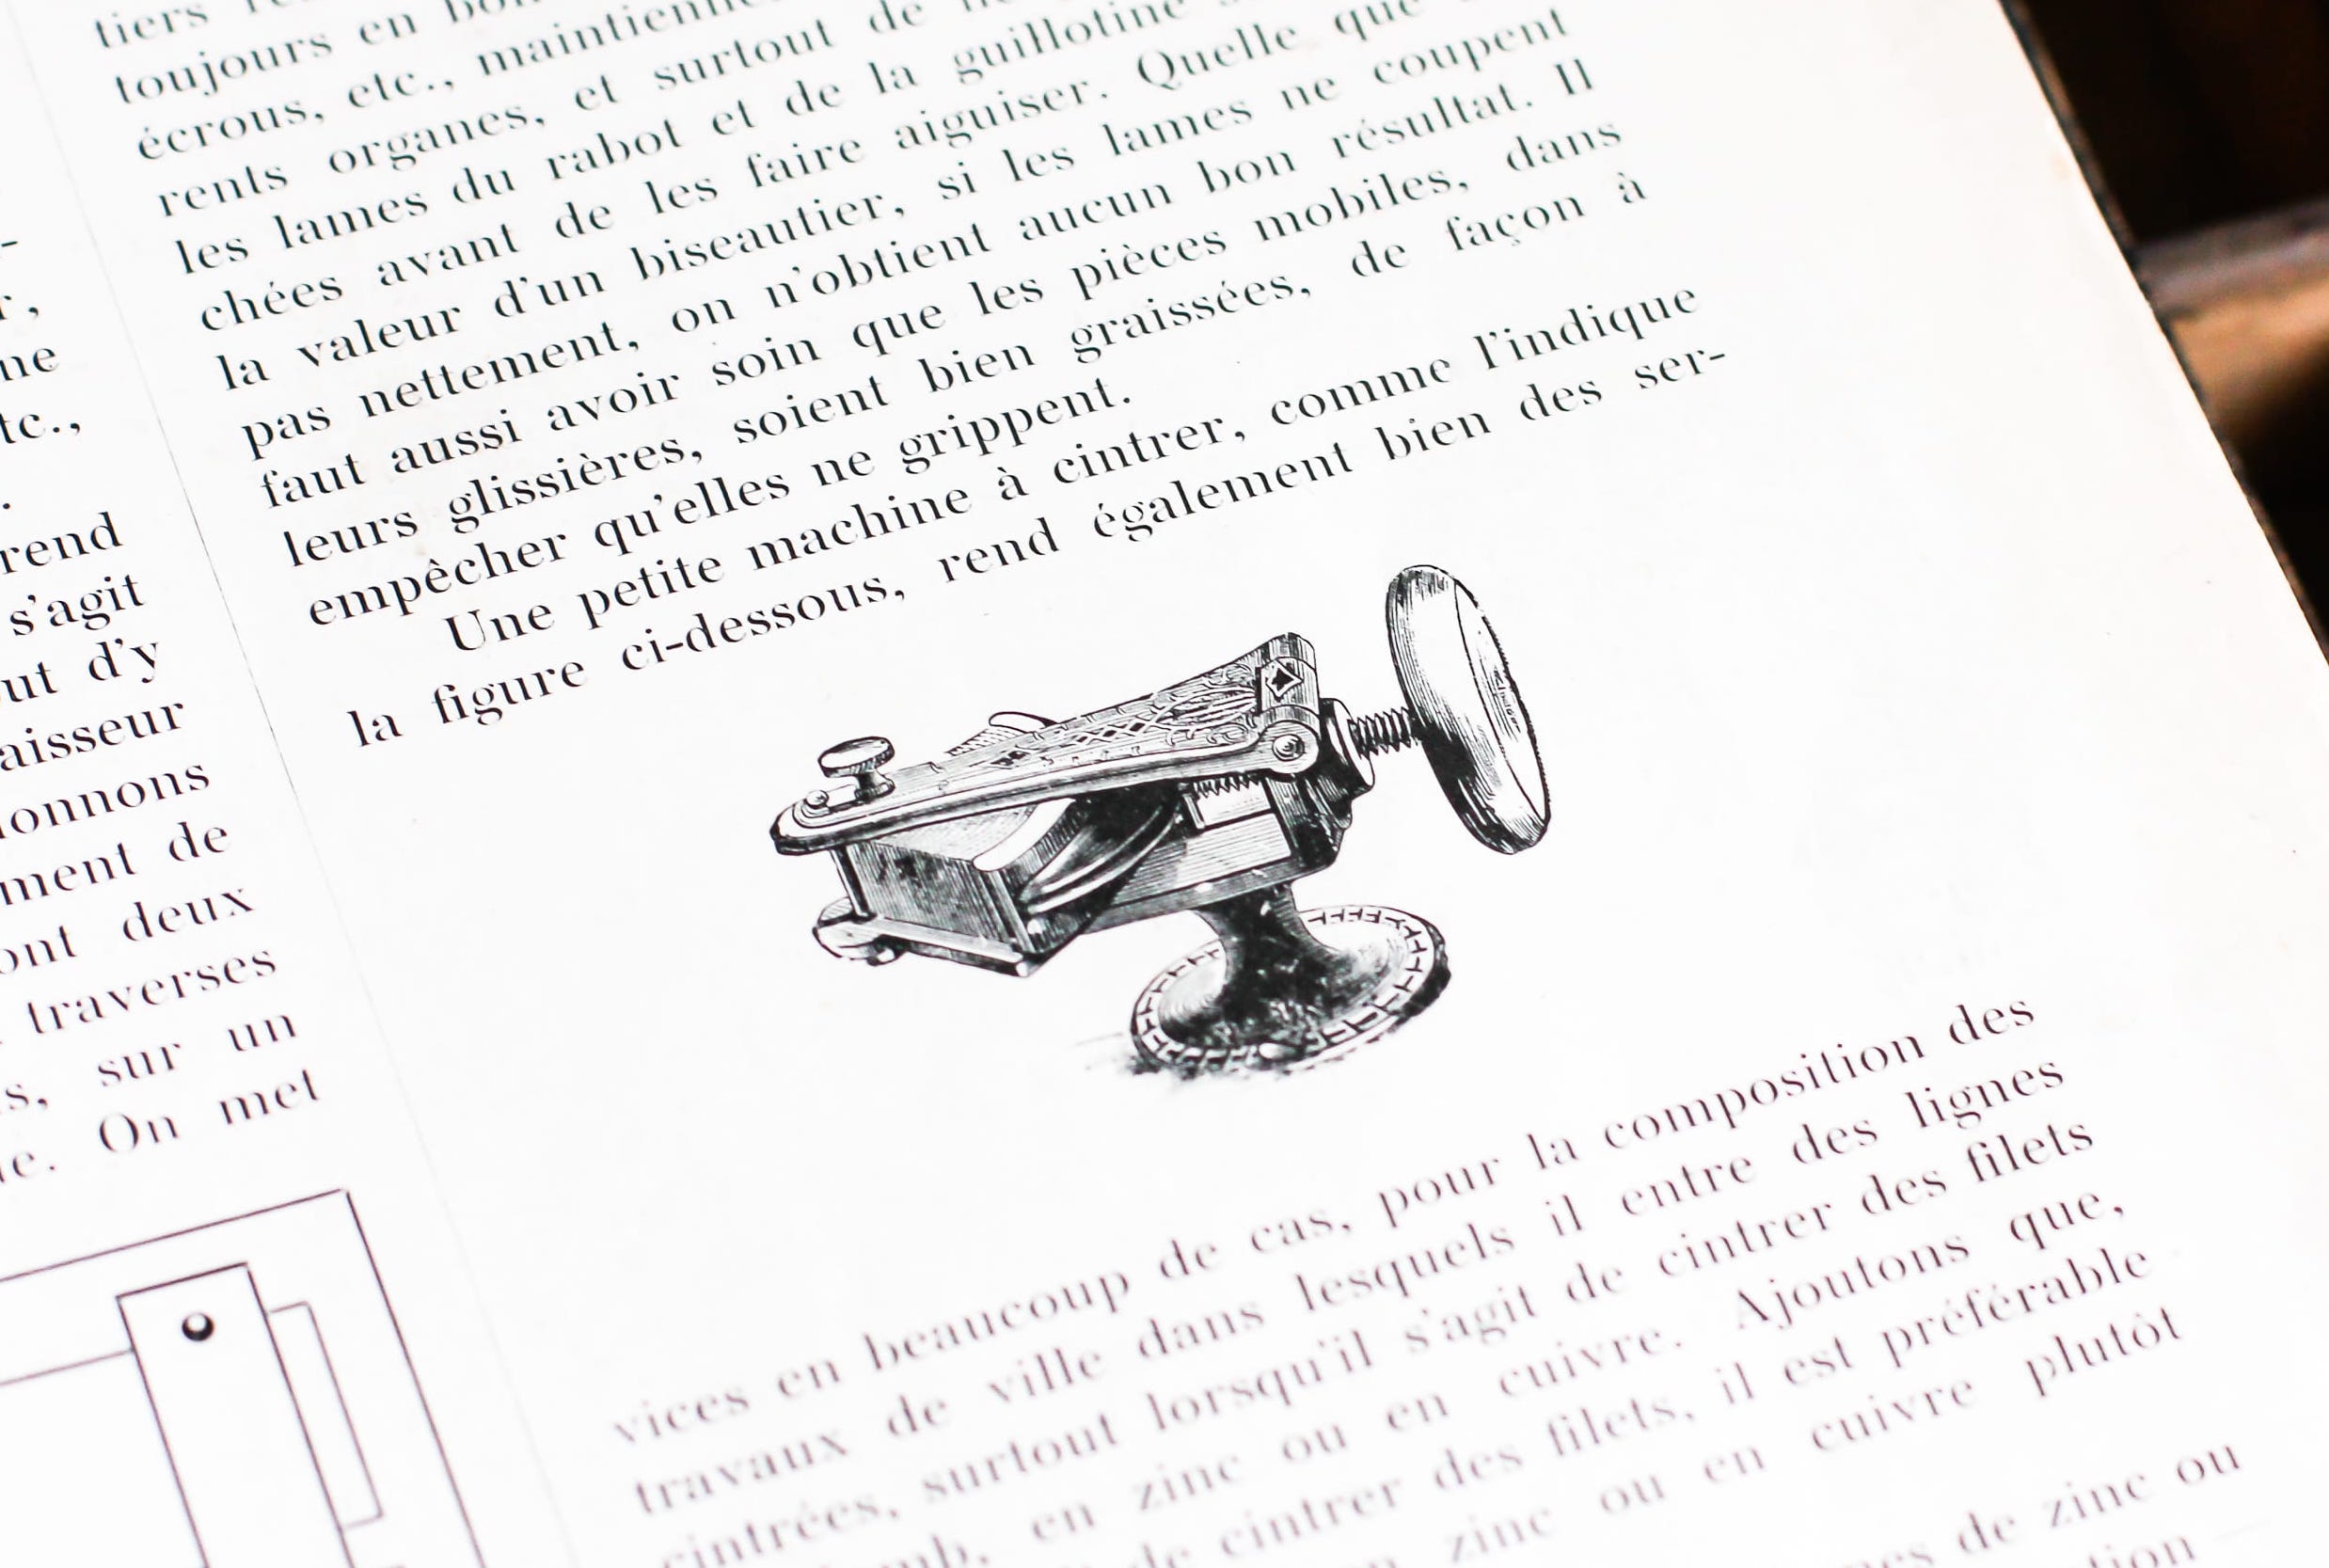 -
r,
ne
tc.,
.
rend
s'agit
ut d'y
aisseur
onnons
ment de
ont deux
traverses
s, sur un
e. On met
tiers
toujours en
écrous, etc.,
rents organes, et surtout de
les lames du rabot et de la guillotine
chées avant de les faire aiguiser. Quelle que
la valeur d'un biseautier, si les lames ne coupent
pas nettement, on n'obtient aucun bon résultat. Il
faut aussi avoir soin que les pièces mobiles, dans
leurs glissières, soient bien graissées, de façon à
empêcher qu'elles ne grippent.
Une petite machine à cintrer, comme l'indique
la figure ci-dessous, rend également bien des ser-
vices en beaucoup de cas, pour la composition des
travaux de ville dans lesquels il entre des lignes
cintrées, surtout lorsqu'il s'agit de cintrer des filets
en zinc ou en cuivre. Ajoutons que,
de cintrer des filets, il est préférable
zinc ou en cuivre plutôt
de zinc ou